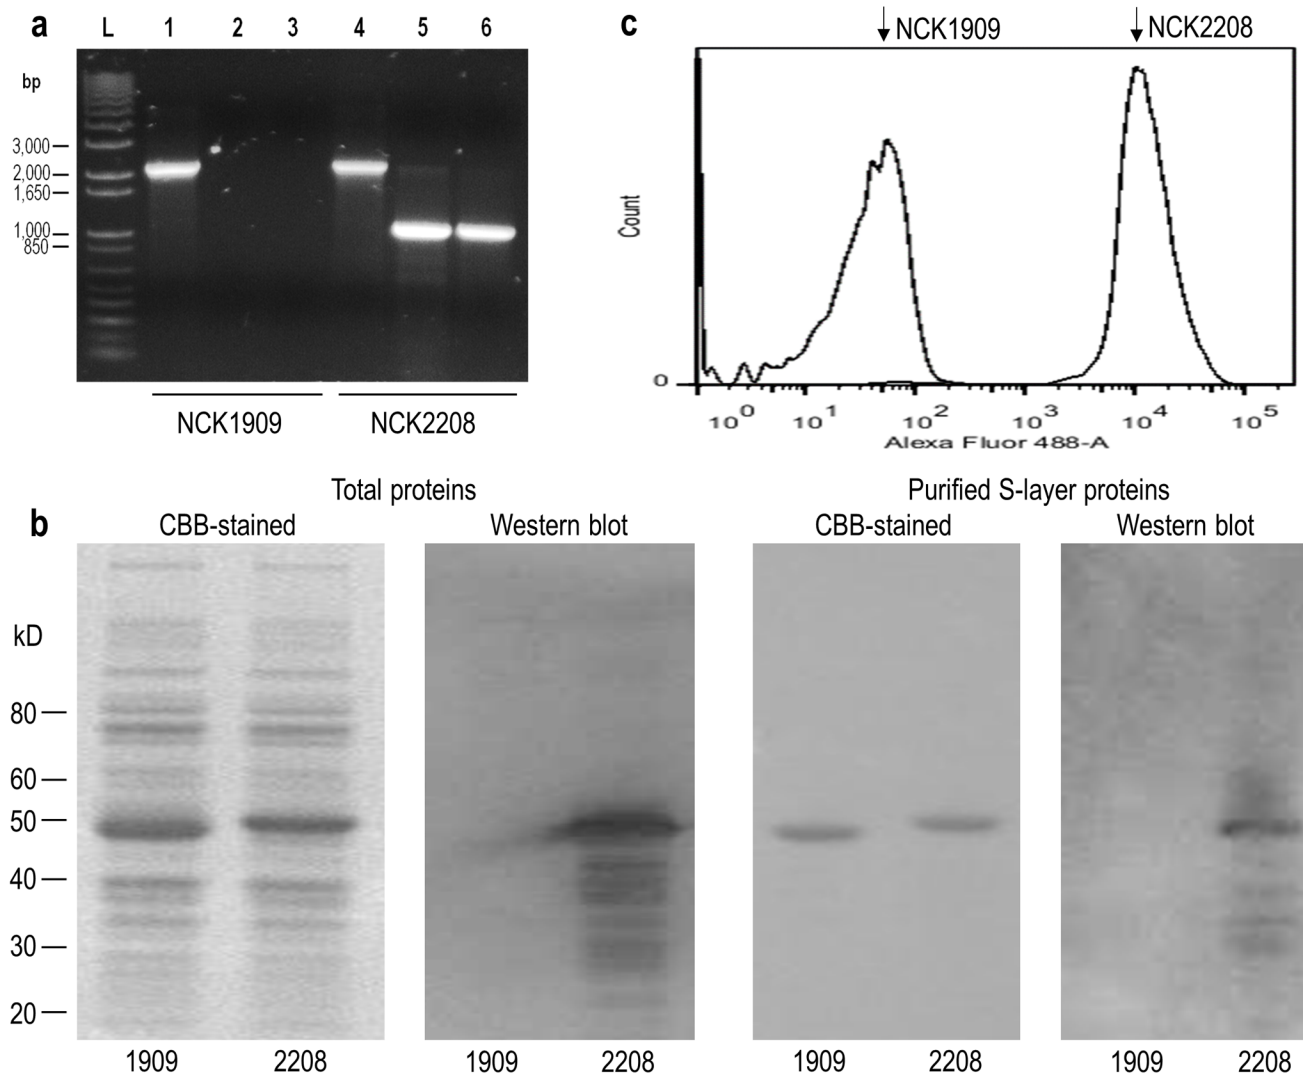 a L 1 2 3 4 5 6
bp
3,000
2,000
1,650
1,000
850
NCK1909 NCK2208
c NCK1909 NCK2208
Count
0
10^0 10^1 10^2 10^3 10^4 10^5
Alexa Fluor 488-A
Total proteins Purified S-layer proteins
b CBB-stained Western blot CBB-stained Western blot
kD
80
60
50
40
30
20
1909 2208 1909 2208 1909 2208 1909 2208